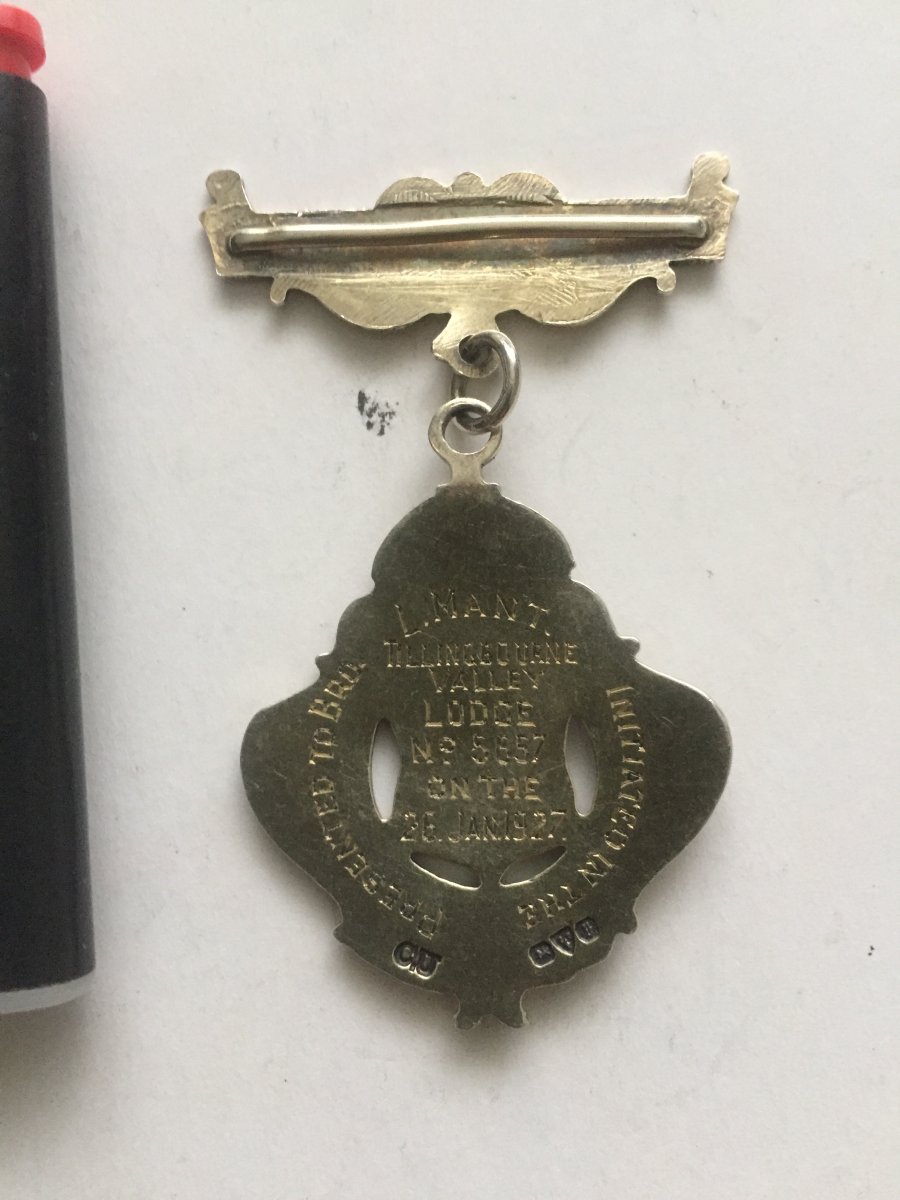 PRESENTED TO BRO.
L. MANT.
INITIATED IN THE
TILLINGBOURNE
VALLEY
LODGE
No 5657
ON THE
26. JAN: 1927